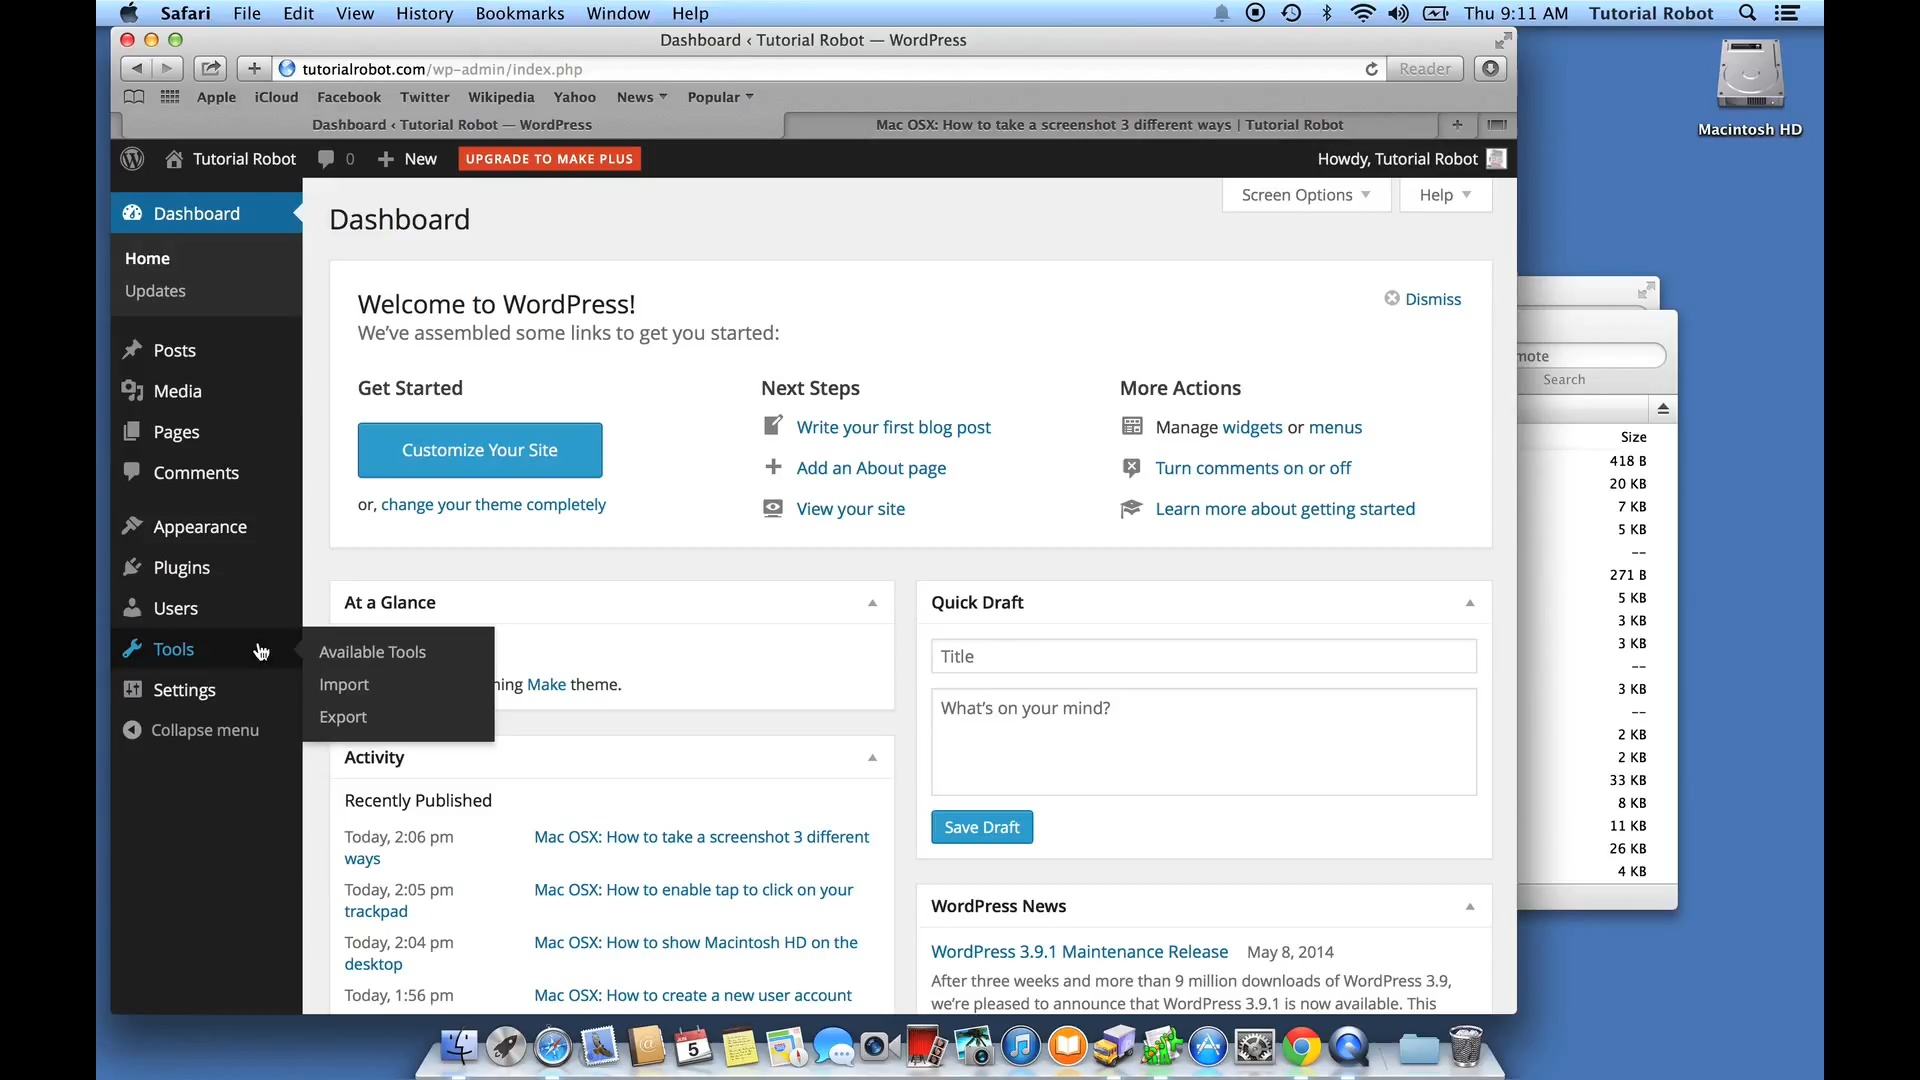 Safari File Edit View History Bookmarks Window Help Thu 9:11 AM Tutorial Robot
Dashboard ‹ Tutorial Robot — WordPress
tutorialrobot.com/wp-admin/index.php Reader
Apple iCloud Facebook Twitter Wikipedia Yahoo News Popular
Dashboard ‹ Tutorial Robot — WordPress Mac OSX: How to take a screenshot 3 different ways | Tutorial Robot
Macintosh HD
Tutorial Robot 0 New UPGRADE TO MAKE PLUS Howdy, Tutorial Robot
Screen Options Help
Dashboard
Home
Updates
Posts
Media
Pages
Comments
Appearance
Plugins
Users
Tools
Settings
Collapse menu
Available Tools
Import
Export
Dashboard
Welcome to WordPress!
We've assembled some links to get you started:
Dismiss
Get Started
Customize Your Site
or, change your theme completely
Next Steps
Write your first blog post
Add an About page
View your site
More Actions
Manage widgets or menus
Turn comments on or off
Learn more about getting started
At a Glance
Make theme.
Activity
Recently Published
Today, 2:06 pm Mac OSX: How to take a screenshot 3 different
ways
Today, 2:05 pm Mac OSX: How to enable tap to click on your
trackpad
Today, 2:04 pm Mac OSX: How to show Macintosh HD on the
desktop
Today, 1:56 pm Mac OSX: How to create a new user account
Quick Draft
Title
What's on your mind?
Save Draft
WordPress News
WordPress 3.9.1 Maintenance Release May 8, 2014
After three weeks and more than 9 million downloads of WordPress 3.9,
we're pleased to announce that WordPress 3.9.1 is now available. This
Search
Size
418 B
20 KB
7 KB
5 KB
--
271 B
5 KB
3 KB
3 KB
--
3 KB
--
2 KB
2 KB
33 KB
8 KB
11 KB
26 KB
4 KB
5